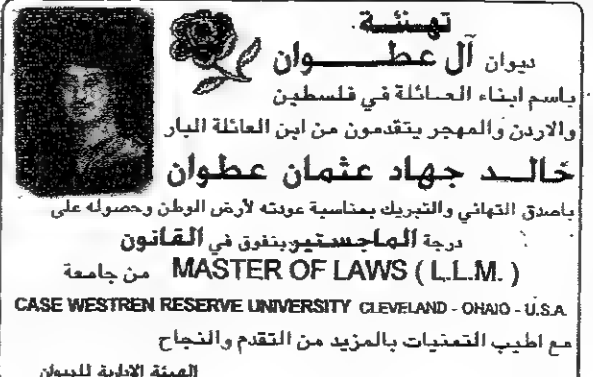 تهنئة
ديوان آل عطوان
باسم ابناء العائلة في فلسطين
والاردن والمهجر يتقدمون من ابن العائلة البار
خالد جهاد عثمان عطوان
باصدق التهاني والتبريك بمناسبة عودته لأرض الوطن وحصوله على
درجة الماجستير بتفوق في القانون
MASTER OF LAWS ( L.L.M. ) من جامعة
CASE WESTREN RESERVE UNIVERSITY CLEVELAND - OHAIO - U.S.A.
مع اطيب التمنيات بالمزيد من التقدم والنجاح
الهيئة الادارية للديوان